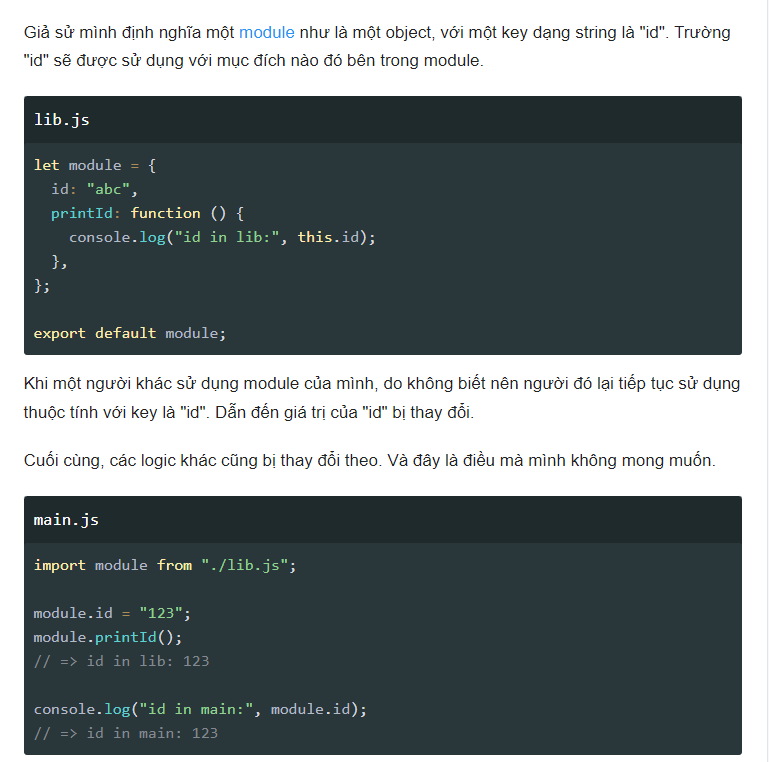 Giả sử mình định nghĩa một module như là một object, với một key dạng string là "id". Trường
"id" sẽ được sử dụng với mục đích nào đó bên trong module.
lib.js
let module = {
  id: "abc",
  printId: function () {
    console.log("id in lib:", this.id);
  },
};
export default module;
Khi một người khác sử dụng module của mình, do không biết nên người đó lại tiếp tục sử dụng
thuộc tính với key là "id". Dẫn đến giá trị của "id" bị thay đổi.
Cuối cùng, các logic khác cũng bị thay đổi theo. Và đây là điều mà mình không mong muốn.
main.js
import module from "./lib.js";
module.id = "123";
module.printId();
// => id in lib: 123
console.log("id in main:", module.id);
// => id in main: 123